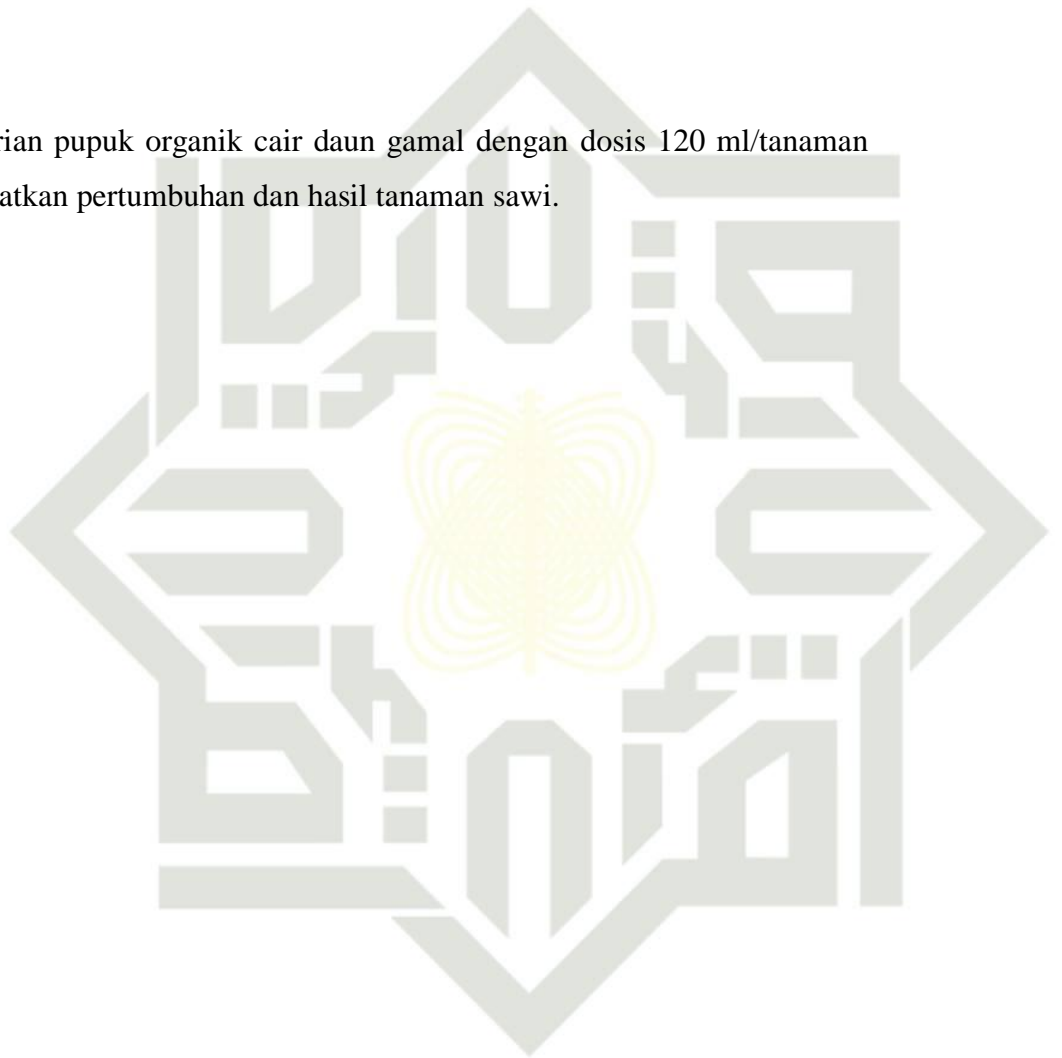 rian pupuk organik cair daun gamal dengan dosis 120 ml/tanaman
atkan pertumbuhan dan hasil tanaman sawi.